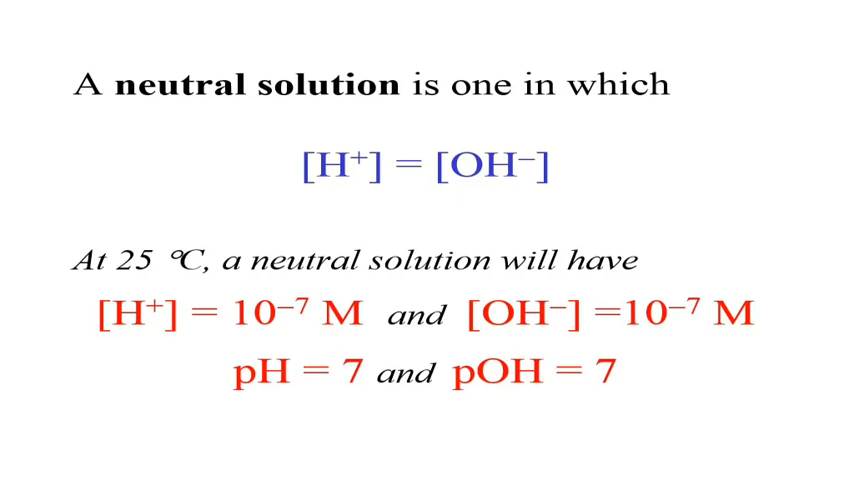 A neutral solution is one in which
[H⁺] = [OH⁻]
At 25 °C, a neutral solution will have
[H⁺] = 10⁻⁷ M and [OH⁻] =10⁻⁷ M
pH = 7 and pOH = 7